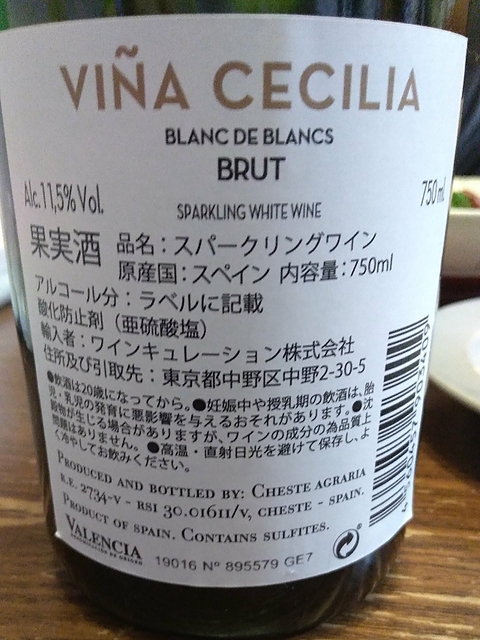 VIÑA CECILIA
BLANC DE BLANCS
BRUT
Alc. 11,5% Vol.
750 ml
SPARKLING WHITE WINE
果実酒
品名：スパークリングワイン
原産国：スペイン 内容量：750ml
アルコール分：ラベルに記載
酸化防止剤（亜硫酸塩）
輸入者：ワインキュレーション株式会社
住所及び引取先：東京都中野区中野2-30-5
●飲酒は20歳になってから。●妊娠中や授乳期の飲酒は、胎
児・乳児の発育に悪影響を与えるおそれがあります。●沈
殿物が生じる場合がありますが、ワインの成分の為品質上
問題はありません。●高温・直射日光を避けて保存し、よ
く冷やしてお飲みください。
PRODUCED AND BOTTLED BY: CHESTE AGRARIA
R.E. 2734-V - RSI 30.01611/V, CHESTE - SPAIN.
PRODUCT OF SPAIN. CONTAINS SULFITES.
VALENCIA
DENOMINACIÓN DE ORIGEN
19016 Nº 895579 GE7